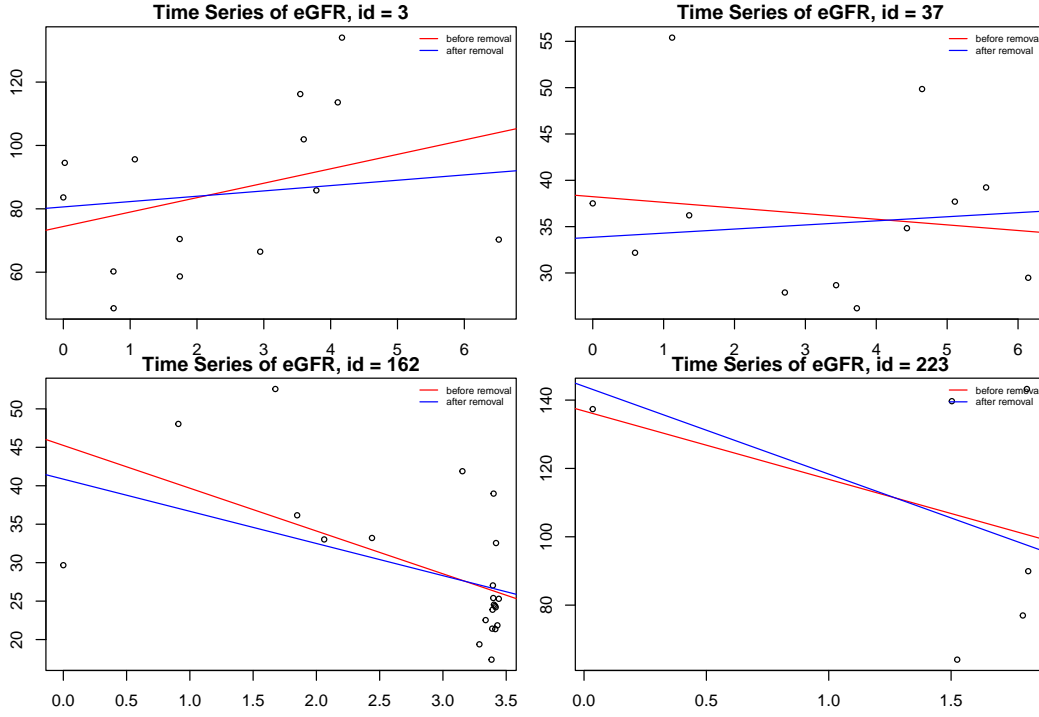 Time Series of eGFR, id = 3
before removal
after removal
120
100
80
60
0 1 2 3 4 5 6
Time Series of eGFR, id = 37
before removal
after removal
55
50
45
40
35
30
0 1 2 3 4 5 6
Time Series of eGFR, id = 162
before removal
after removal
50
45
40
35
30
25
20
0.0 0.5 1.0 1.5 2.0 2.5 3.0 3.5
Time Series of eGFR, id = 223
before removal
after removal
140
120
100
80
0.0 0.5 1.0 1.5